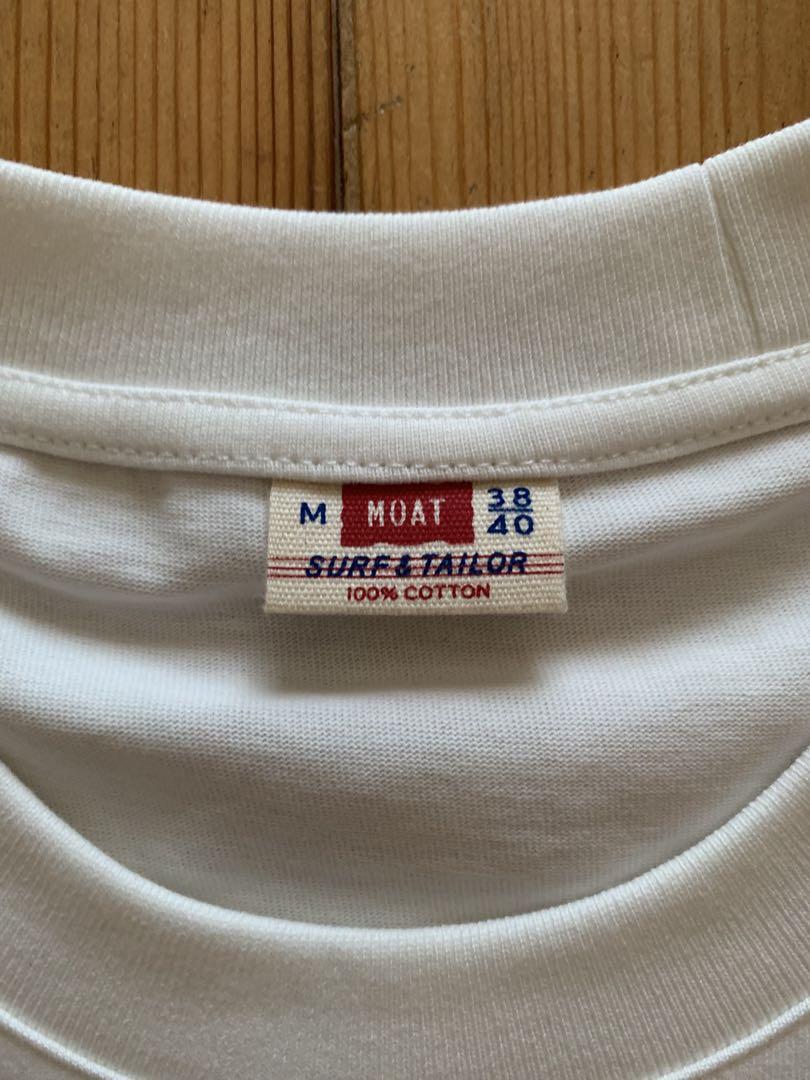 M MOAT 38/40
SURF & TAILOR
100% COTTON